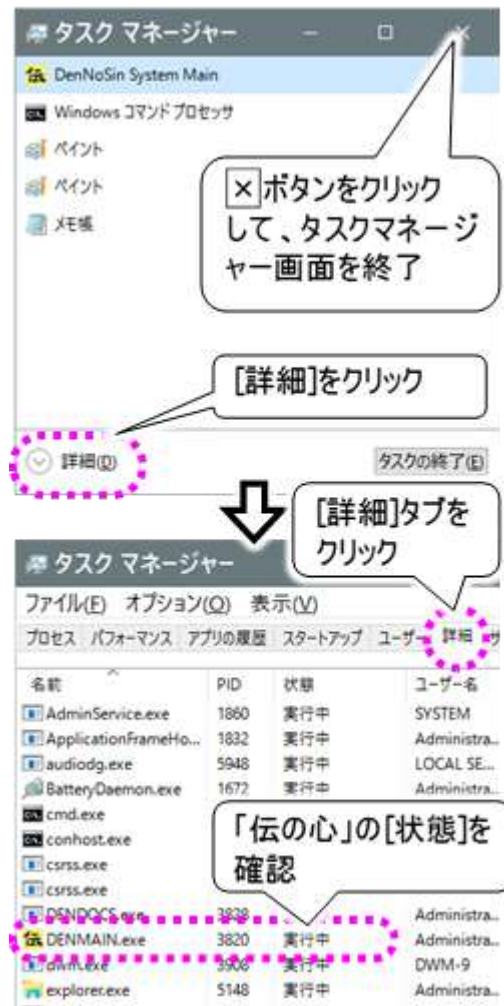 タスク マネージャー
DenNoSin System Main
Windows コマンド プロセッサ
ペイント
ペイント
メモ帳
×ボタンをクリック
して、タスクマネージ
ャー画面を終了
[詳細]をクリック
詳細(D)
タスクの終了(E)
[詳細]タブを
クリック
タスク マネージャー
ファイル(F) オプション(O) 表示(V)
プロセス パフォーマンス アプリの履歴 スタートアップ ユーザー 詳細 サ
名前 PID 状態 ユーザー名
AdminService.exe 1860 実行中 SYSTEM
ApplicationFrameHo... 1832 実行中 Administra...
audiodg.exe 5948 実行中 LOCAL SE...
BatteryDaemon.exe 1672 実行中 Administra...
cmd.exe
conhost.exe
csrss.exe
csrss.exe
「伝の心」の[状態]を
確認
DENDOCS.exe 3828 Administra...
DENMAIN.exe 3820 実行中 Administra...
dwm.exe 3908 実行中 DWM-9
explorer.exe 5148 実行中 Administra...